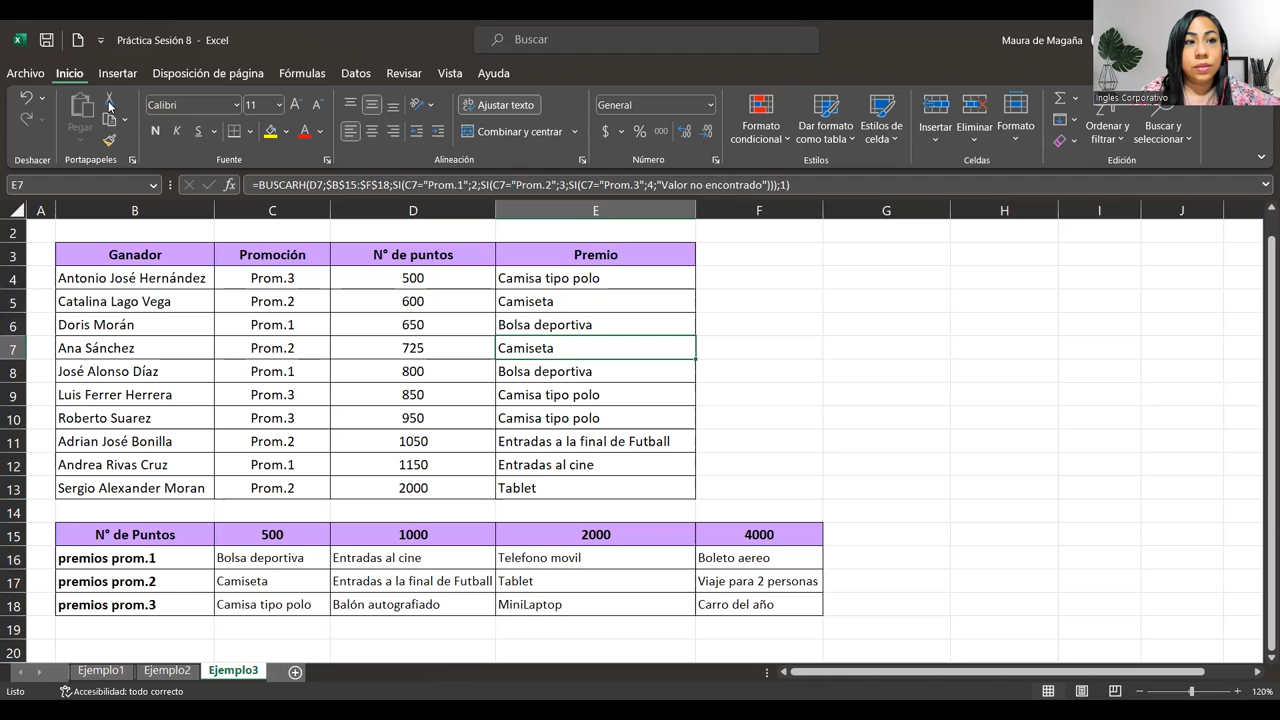 Práctica Sesión 8 - Excel
Buscar
Maura de Magaña
Ingles Corporativo
Archivo Inicio Insertar Disposición de página Fórmulas Datos Revisar Vista Ayuda
Pegar
Calibri 11
Ajustar texto
General
N K S
Combinar y centrar
$ % 000
Formato condicional
Dar formato como tabla
Estilos de celda
Insertar
Eliminar
Formato
Ordenar y filtrar
Buscar y seleccionar
Deshacer Portapapeles Fuente Alineación Número Estilos Celdas Edición
E7
=BUSCARH(D7;$B$15:$F$18;SI(C7="Prom.1";2;SI(C7="Prom.2";3;SI(C7="Prom.3";4;"Valor no encontrado")));1)
A B C D E F G H I J
2
3 Ganador Promoción N° de puntos Premio
4 Antonio José Hernández Prom.3 500 Camisa tipo polo
5 Catalina Lago Vega Prom.2 600 Camiseta
6 Doris Morán Prom.1 650 Bolsa deportiva
7 Ana Sánchez Prom.2 725 Camiseta
8 José Alonso Díaz Prom.1 800 Bolsa deportiva
9 Luis Ferrer Herrera Prom.3 850 Camisa tipo polo
10 Roberto Suarez Prom.3 950 Camisa tipo polo
11 Adrian José Bonilla Prom.2 1050 Entradas a la final de Futball
12 Andrea Rivas Cruz Prom.1 1150 Entradas al cine
13 Sergio Alexander Moran Prom.2 2000 Tablet
14
15 N° de Puntos 500 1000 2000 4000
16 premios prom.1 Bolsa deportiva Entradas al cine Telefono movil Boleto aereo
17 premios prom.2 Camiseta Entradas a la final de Futball Tablet Viaje para 2 personas
18 premios prom.3 Camisa tipo polo Balón autografiado MiniLaptop Carro del año
19
20
Ejemplo1 Ejemplo2 Ejemplo3
Listo Accesibilidad: todo correcto 120%